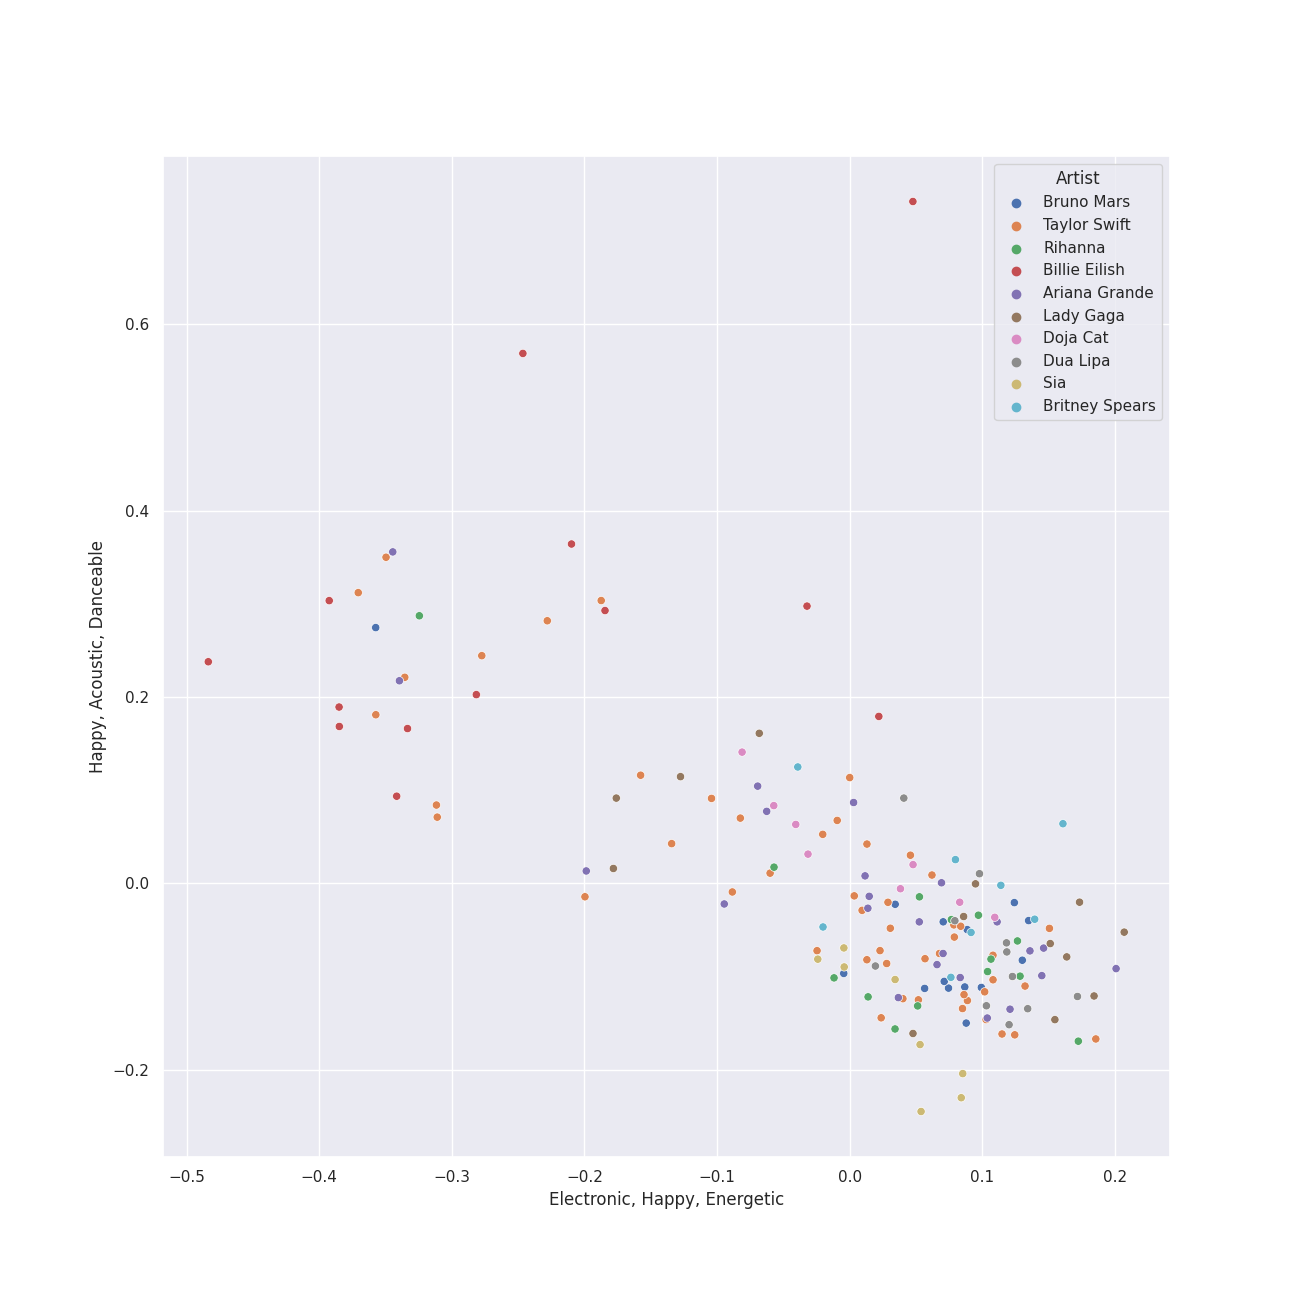 Artist
Bruno Mars
Taylor Swift
Rihanna
Billie Eilish
Ariana Grande
Lady Gaga
Doja Cat
Dua Lipa
Sia
Britney Spears
0.6
0.4
0.2
0.0
−0.2
Happy, Acoustic, Danceable
−0.5 −0.4 −0.3 −0.2 −0.1 0.0 0.1 0.2
Electronic, Happy, Energetic